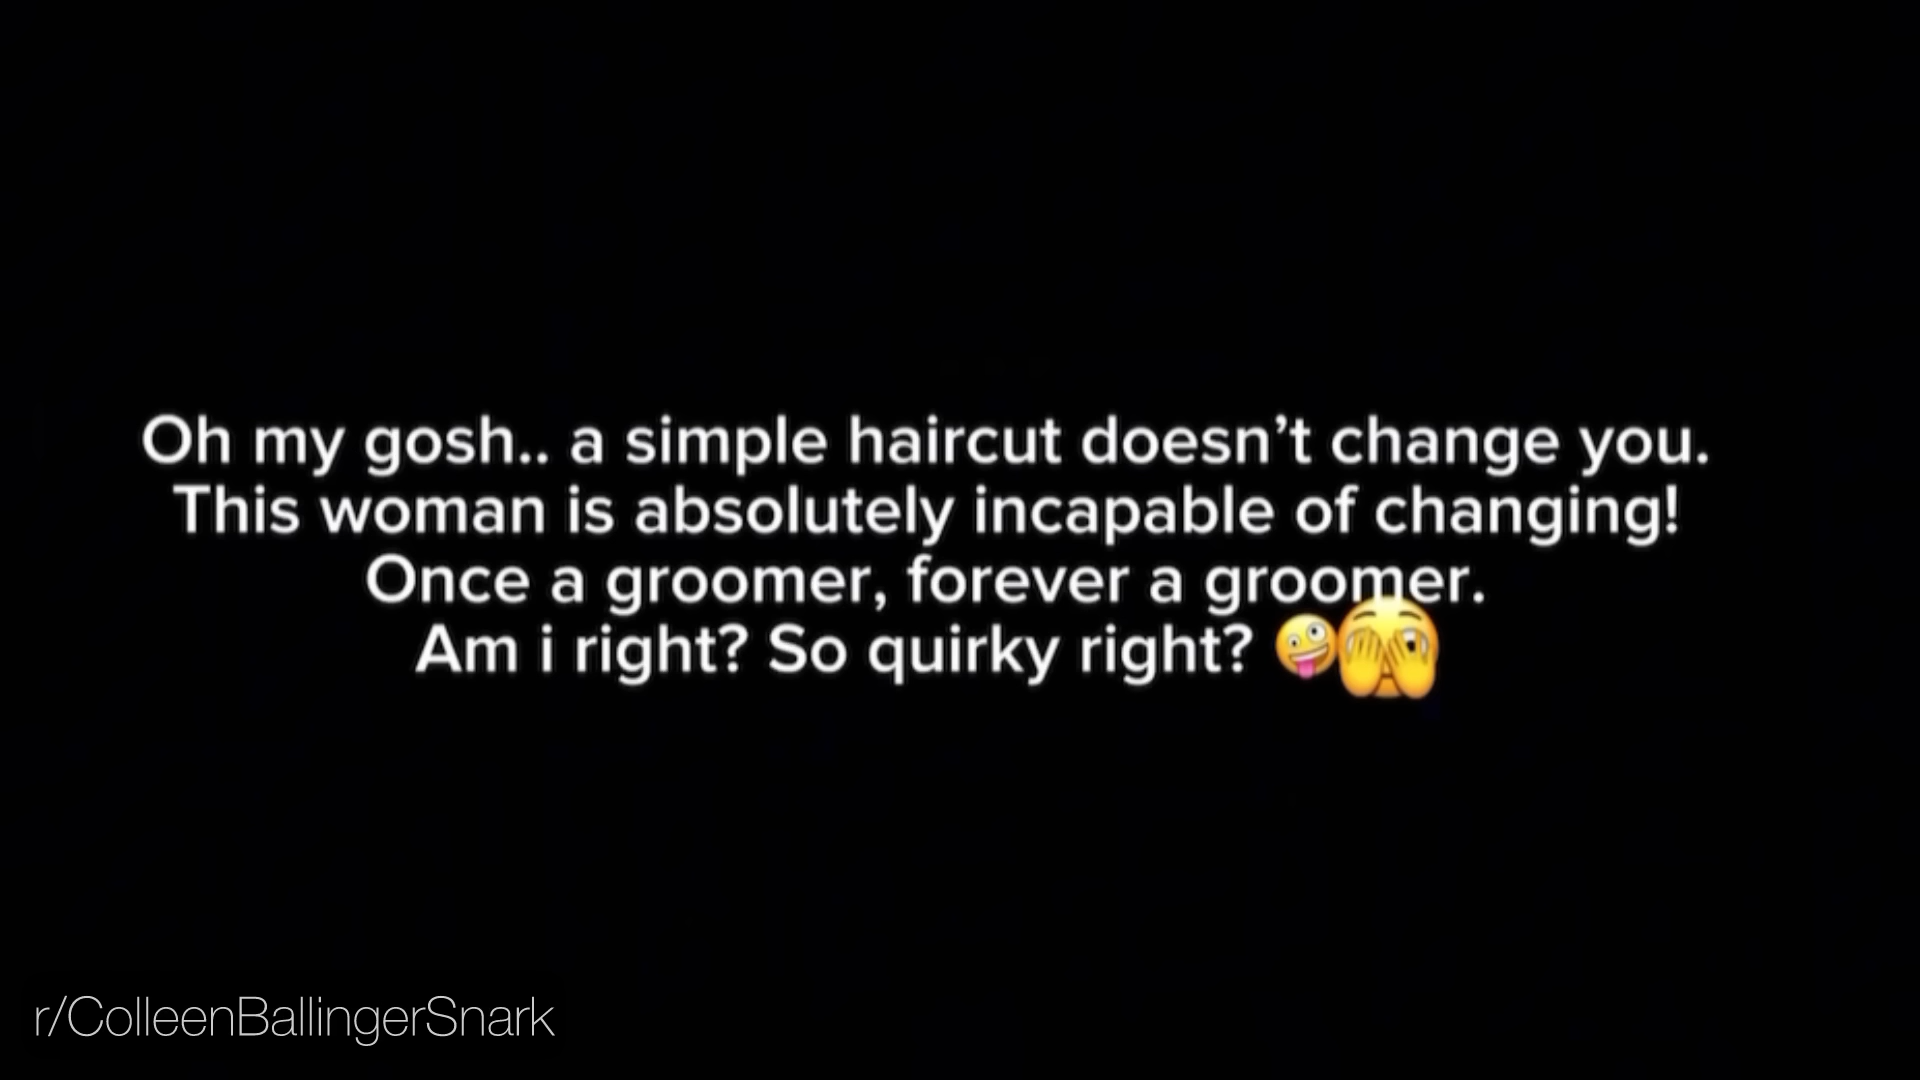 Oh my gosh.. a simple haircut doesn’t change you.
This woman is absolutely incapable of changing!
Once a groomer, forever a groomer.
Am i right? So quirky right? 🤪🫣
r/ColleenBallingerSnark